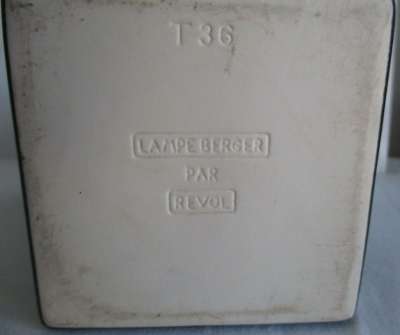 T 36
LAMPE BERGER
PAR
REVOL